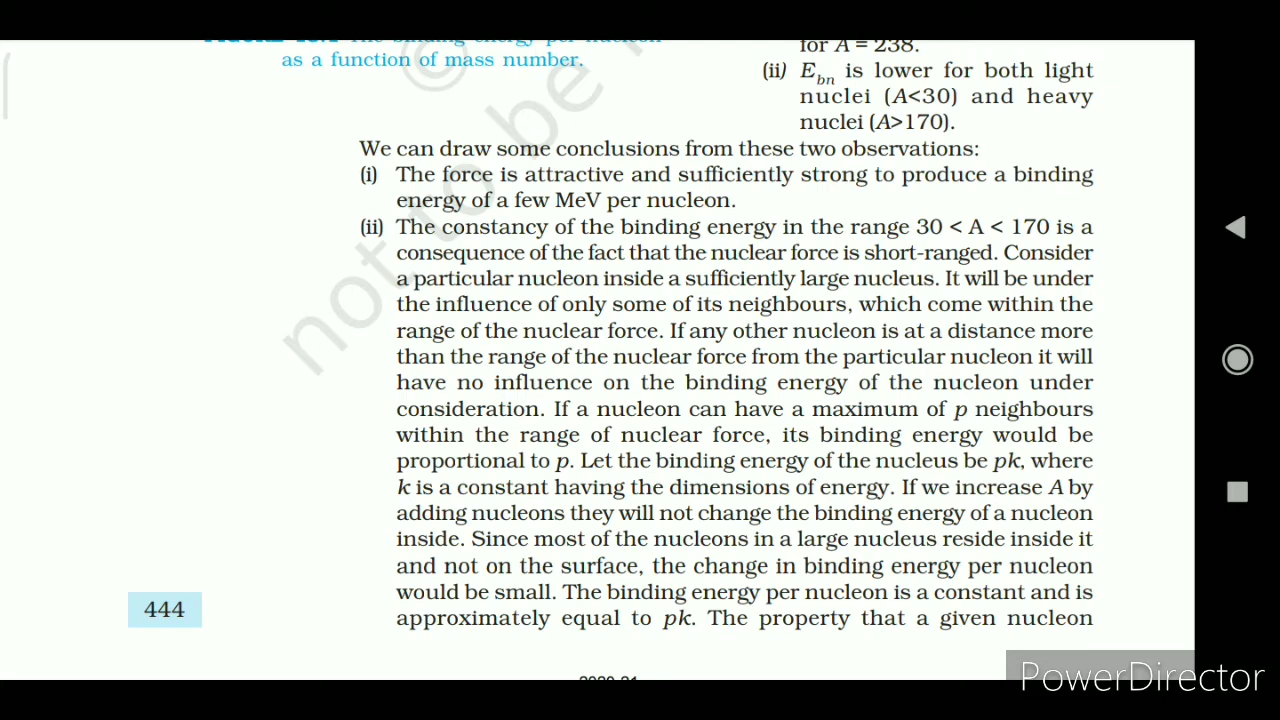 as a function of mass number.
for A = 238.
(ii) Ebn is lower for both light
nuclei (A<30) and heavy
nuclei (A>170).
We can draw some conclusions from these two observations:
(i) The force is attractive and sufficiently strong to produce a binding
energy of a few MeV per nucleon.
(ii) The constancy of the binding energy in the range 30 < A < 170 is a
consequence of the fact that the nuclear force is short-ranged. Consider
a particular nucleon inside a sufficiently large nucleus. It will be under
the influence of only some of its neighbours, which come within the
range of the nuclear force. If any other nucleon is at a distance more
than the range of the nuclear force from the particular nucleon it will
have no influence on the binding energy of the nucleon under
consideration. If a nucleon can have a maximum of p neighbours
within the range of nuclear force, its binding energy would be
proportional to p. Let the binding energy of the nucleus be pk, where
k is a constant having the dimensions of energy. If we increase A by
adding nucleons they will not change the binding energy of a nucleon
inside. Since most of the nucleons in a large nucleus reside inside it
and not on the surface, the change in binding energy per nucleon
would be small. The binding energy per nucleon is a constant and is
approximately equal to pk. The property that a given nucleon
444
© not to be
PowerDirector